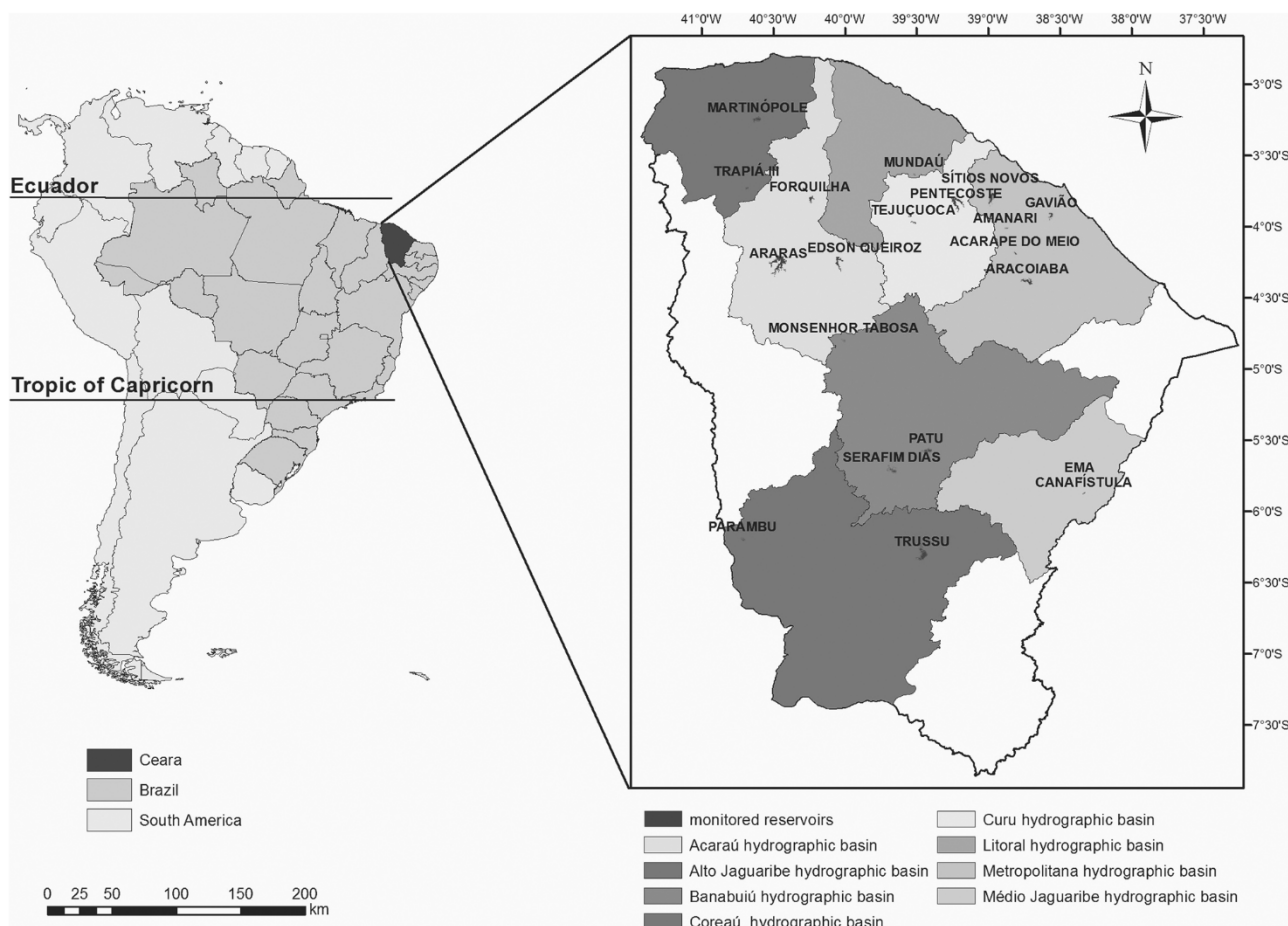 41°0'W 40°30'W 40°0'W 39°30'W 39°0'W 38°30'W 38°0'W 37°30'W
N
3°0'S
3°30'S
4°0'S
4°30'S
5°0'S
5°30'S
6°0'S
6°30'S
7°0'S
7°30'S
Ecuador
Tropic of Capricorn
MARTINÓPOLE
TRAPIÁ III
FORQUILHA
MUNDAÚ
SÍTIOS NOVOS
PENTECOSTE
TEJUÇUOCA
GAVIÃO
AMANARI
ARARAS
EDSON QUEIROZ
ACARAPE DO MEIO
ARACOIABA
MONSENHOR TABOSA
PATU
SERAFIM DIAS
EMA
CANAFÍSTULA
PARAMBU
TRUSSU
Ceara
Brazil
South America
0 25 50 100 150 200
km
monitored reservoirs
Acaraú hydrographic basin
Alto Jaguaribe hydrographic basin
Banabuiú hydrographic basin
Coreaú hydrographic basin
Curu hydrographic basin
Litoral hydrographic basin
Metropolitana hydrographic basin
Médio Jaguaribe hydrographic basin